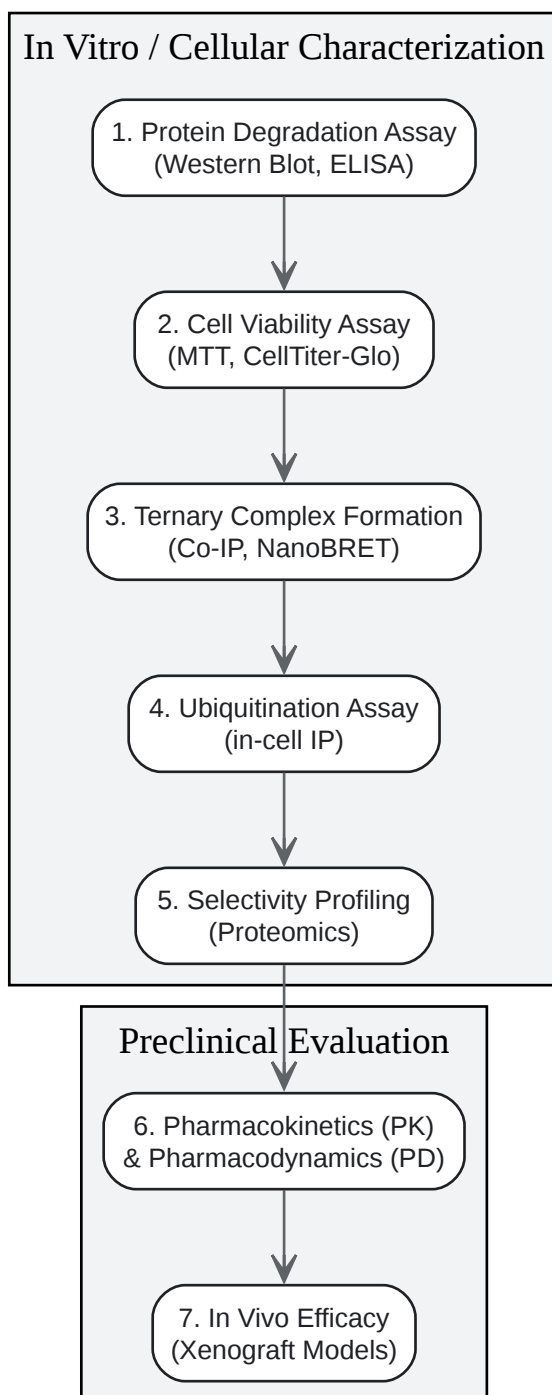 In Vitro / Cellular Characterization
1. Protein Degradation Assay
(Western Blot, ELISA)
2. Cell Viability Assay
(MTT, CellTiter-Glo)
3. Ternary Complex Formation
(Co-IP, NanoBRET)
4. Ubiquitination Assay
(in-cell IP)
5. Selectivity Profiling
(Proteomics)
Preclinical Evaluation
6. Pharmacokinetics (PK)
& Pharmacodynamics (PD)
7. In Vivo Efficacy
(Xenograft Models)